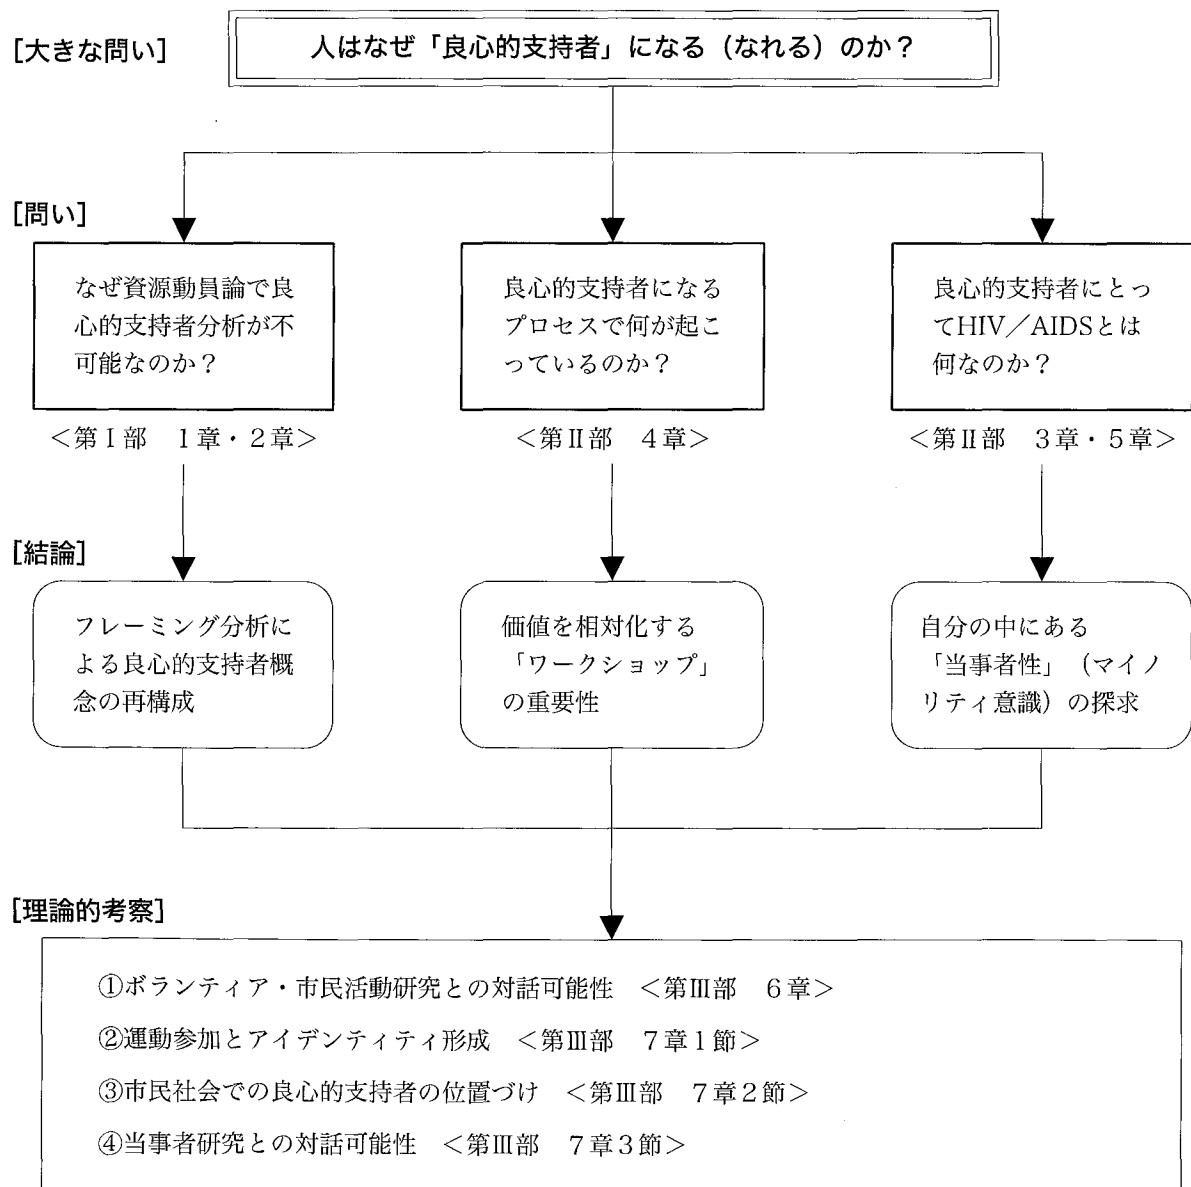 [大きな問い]
人はなぜ「良心的支持者」になる（なれる）のか？
[問い]
なぜ資源動員論で良
心的支持者分析が不
可能なのか？
＜第Ⅰ部　1章・2章＞
良心的支持者になる
プロセスで何が起こ
っているのか？
＜第Ⅱ部　4章＞
良心的支持者にとっ
てHIV／AIDSとは
何なのか？
＜第Ⅱ部　3章・5章＞
[結論]
フレーミング分析に
よる良心的支持者概
念の再構成
価値を相対化する
「ワークショップ」
の重要性
自分の中にある
「当事者性」（マイノ
リティ意識）の探求
[理論的考察]
①ボランティア・市民活動研究との対話可能性　＜第Ⅲ部　6章＞
②運動参加とアイデンティティ形成　＜第Ⅲ部　7章1節＞
③市民社会での良心的支持者の位置づけ　＜第Ⅲ部　7章2節＞
④当事者研究との対話可能性　＜第Ⅲ部　7章3節＞